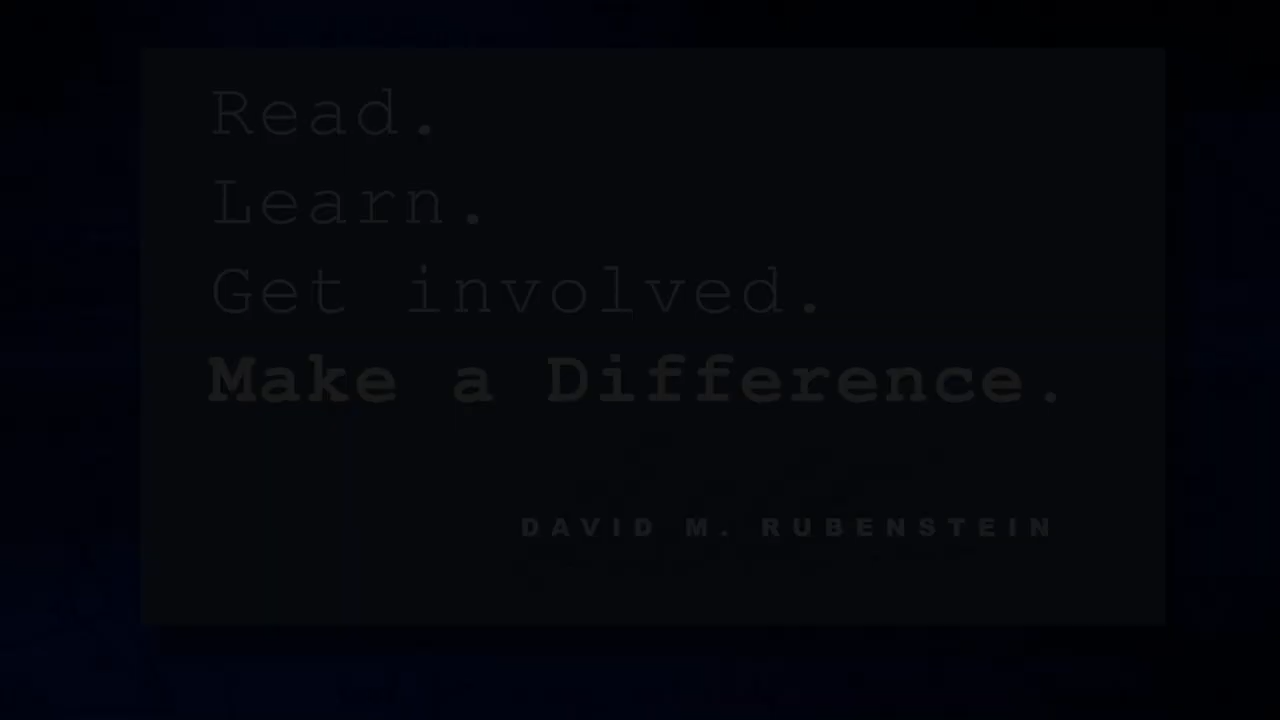 Read.
Learn.
Get involved.
Make a Difference.
DAVID M. RUBENSTEIN